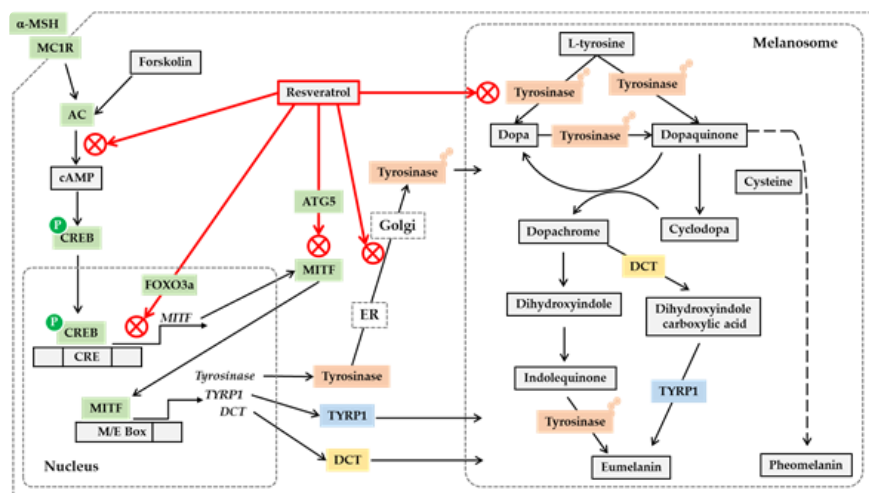 α-MSH
MC1R
Forskolin
AC
cAMP
P
CREB
Resveratrol
ATG5
MITF
FOXO3a
MITF
P
CREB
CRE
Tyrosinase
TYRP1
DCT
MITF
M/E Box
Nucleus
Tyrosinase
TYRP1
DCT
ER
Golgi
Tyrosinase
P
P
Melanosome
L-tyrosine
Tyrosinase
P
P
Tyrosinase
P
P
Dopa
Tyrosinase
P
P
Dopaquinone
Cysteine
Dopachrome
Cyclodopa
DCT
Dihydroxyindole
Dihydroxyindole
carboxylic acid
Indolequinone
TYRP1
Tyrosinase
P
P
Eumelanin
Pheomelanin